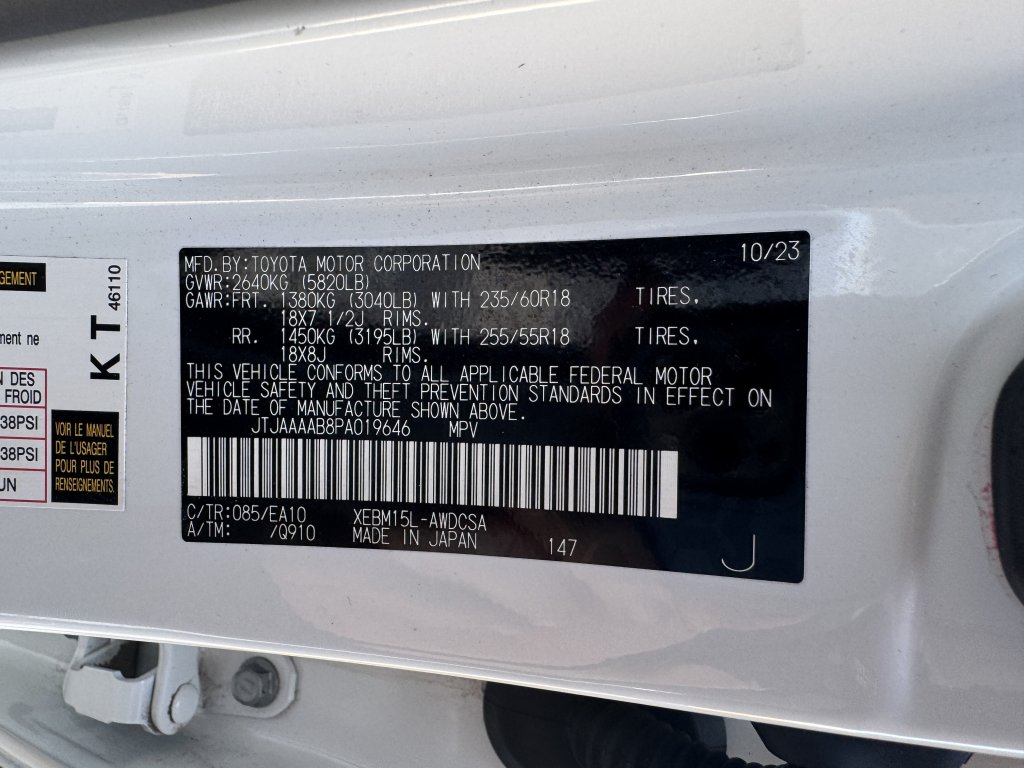 GEMENT
ment ne
N DES
FROID
38PSI
38PSI
UN
KT 46110
VOIR LE MANUEL
DE L'USAGER
POUR PLUS DE
RENSEIGNEMENTS.
10/23
MFD.BY:TOYOTA MOTOR CORPORATION
GVWR:2640KG (5820LB)
GAWR:FRT. 1380KG (3040LB) WITH 235/60R18 TIRES,
18X7 1/2J RIMS.
RR. 1450KG (3195LB) WITH 255/55R18 TIRES,
18X8J RIMS.
THIS VEHICLE CONFORMS TO ALL APPLICABLE FEDERAL MOTOR
VEHICLE SAFETY AND THEFT PREVENTION STANDARDS IN EFFECT ON
THE DATE OF MANUFACTURE SHOWN ABOVE.
JTJAAAAB8PA019646 MPV
C/TR:085/EA10 XEBM15L-AWDCSA
A/TM: /Q910 MADE IN JAPAN 147
J